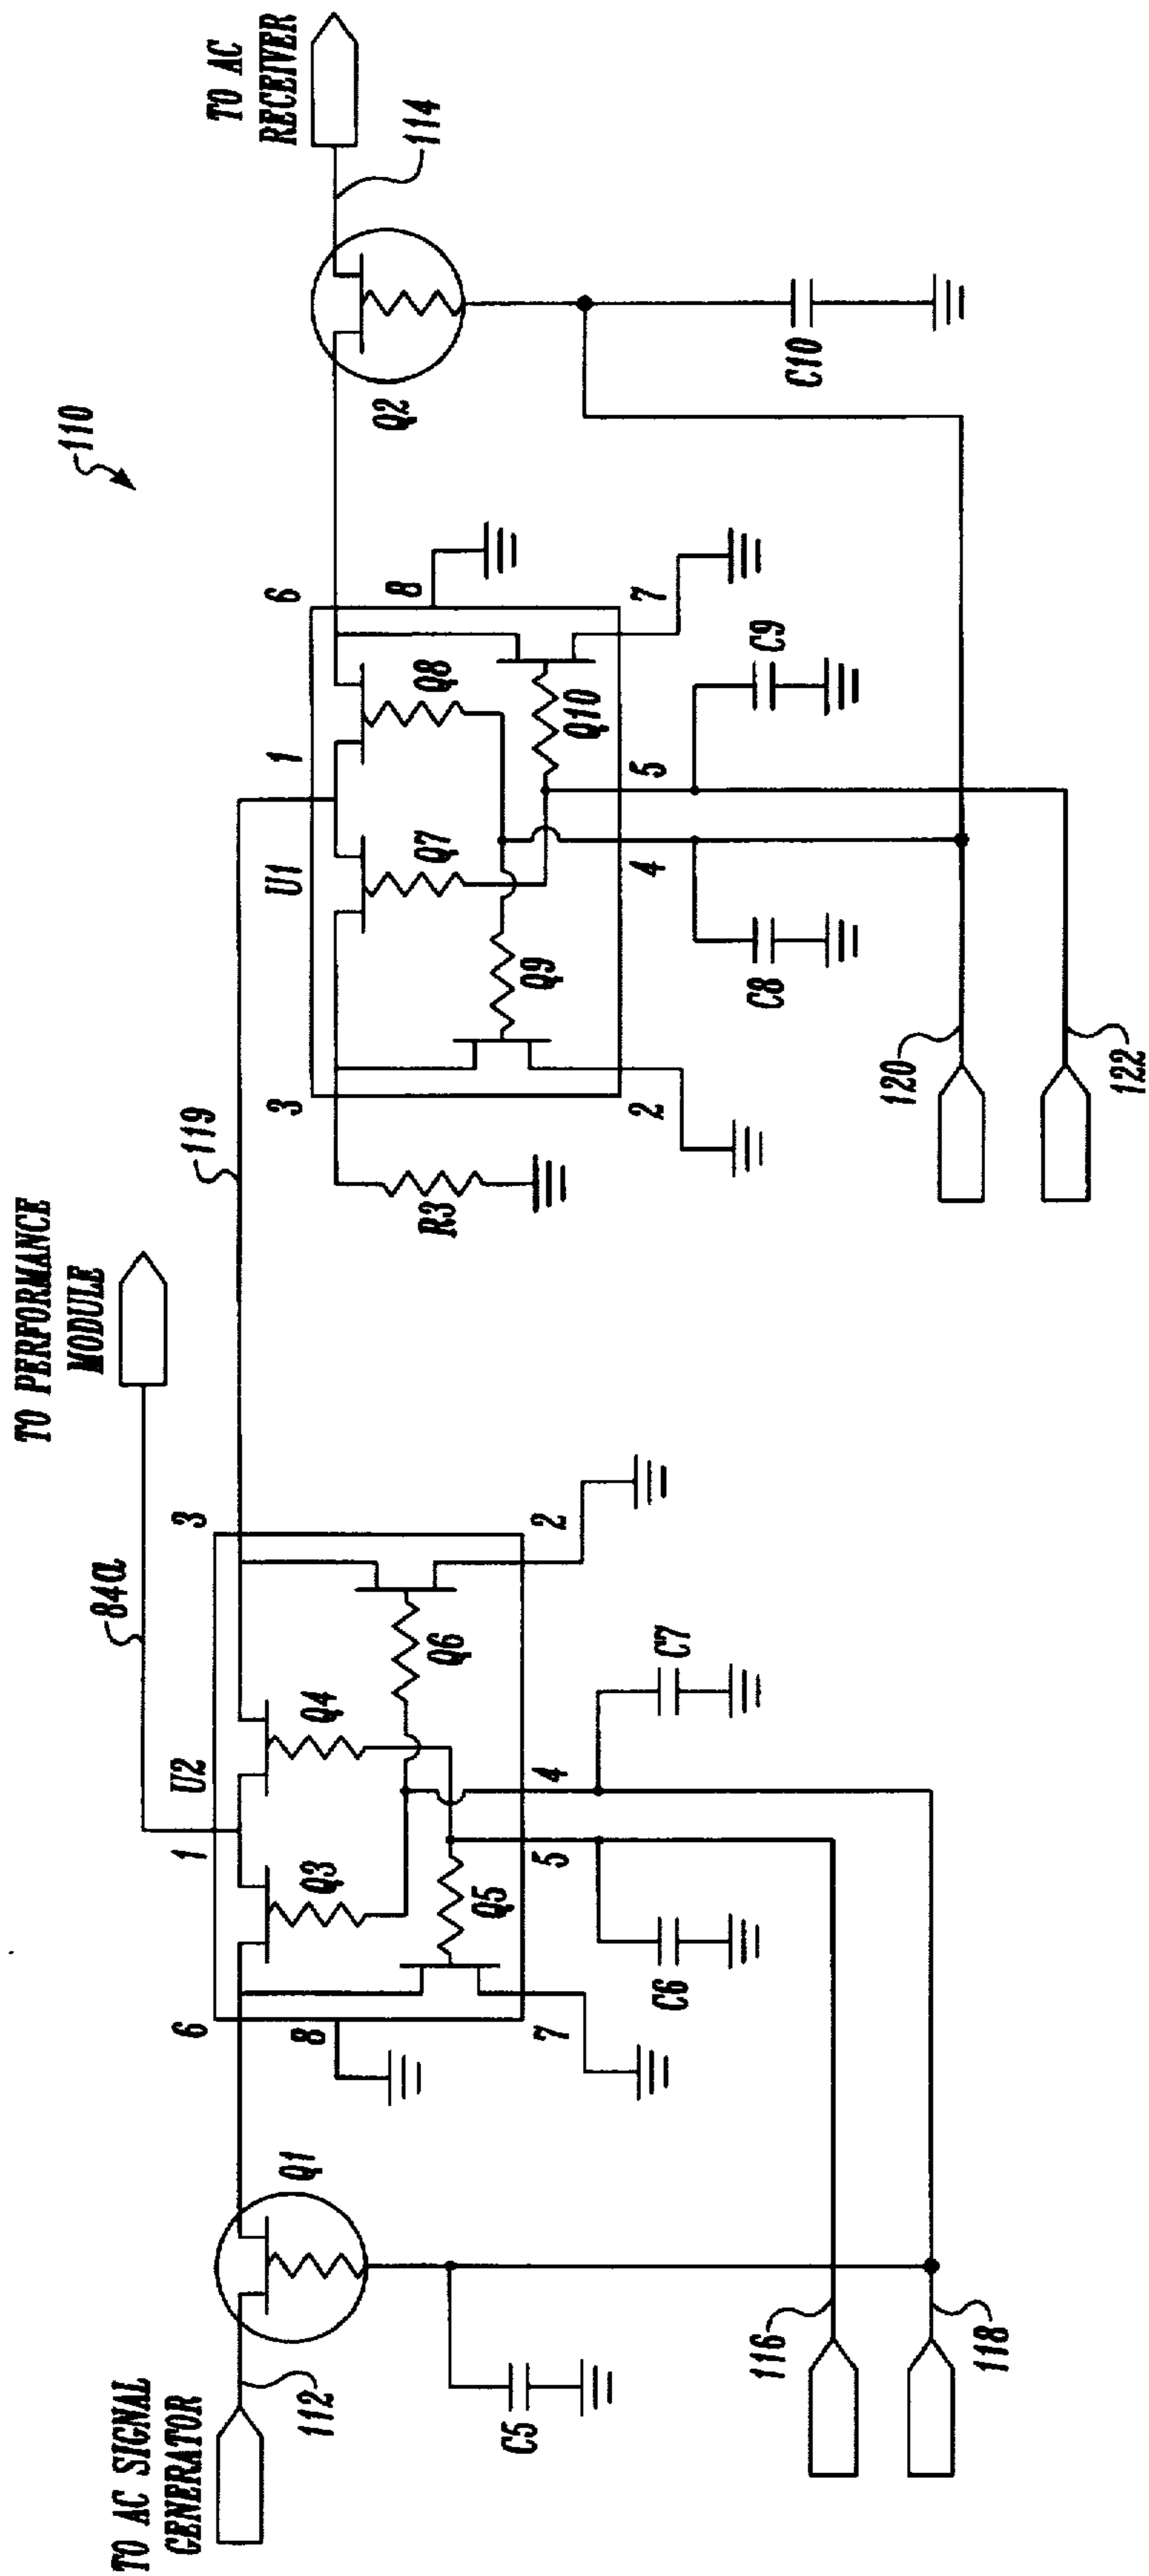 110
TO AC SIGNAL
GENERATOR
112
Q1
C5
6
8
7
1
U2
3
2
Q3
Q4
Q5
Q6
5
4
C6
C7
116
118
84a
TO PERFORMANCE
MODULE
119
R3
3
2
U1
1
6
8
7
Q7
Q8
Q9
Q10
4
5
C8
C9
120
122
Q2
C10
114
TO AC
RECEIVER